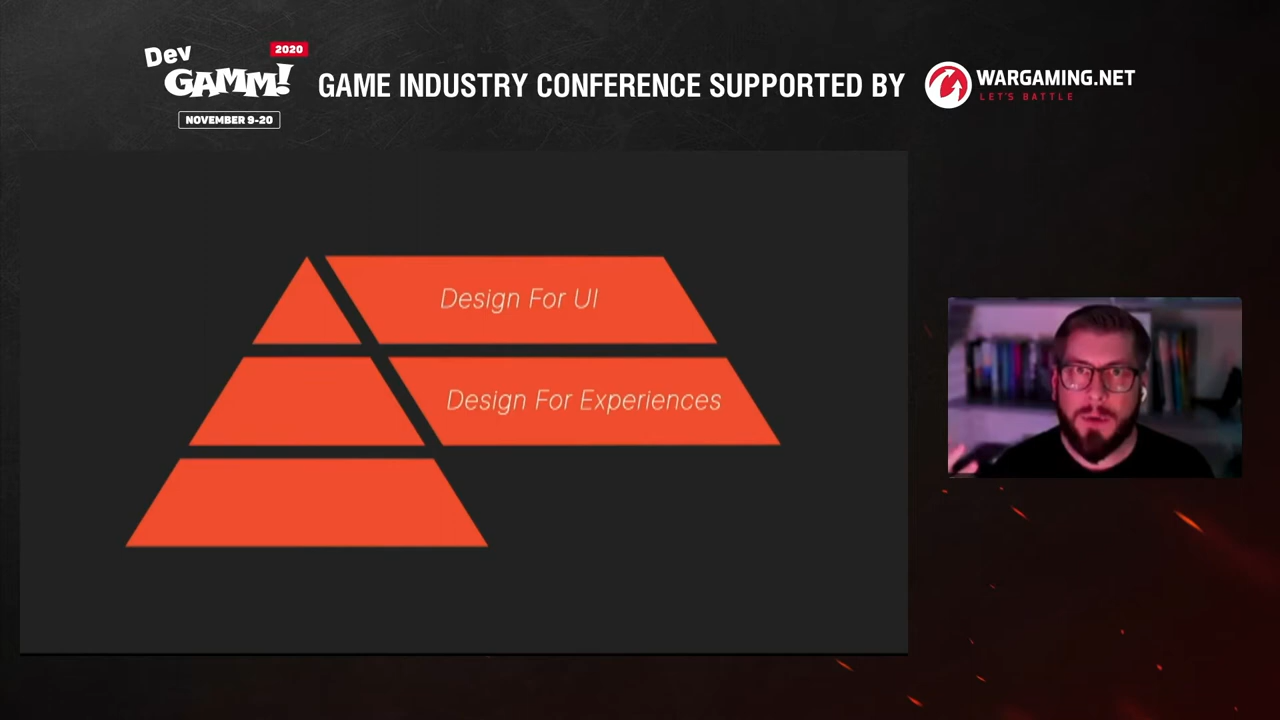 Dev
GAMM!
2020
NOVEMBER 9-20
GAME INDUSTRY CONFERENCE SUPPORTED BY
WARGAMING.NET
LET'S BATTLE
Design For UI
Design For Experiences